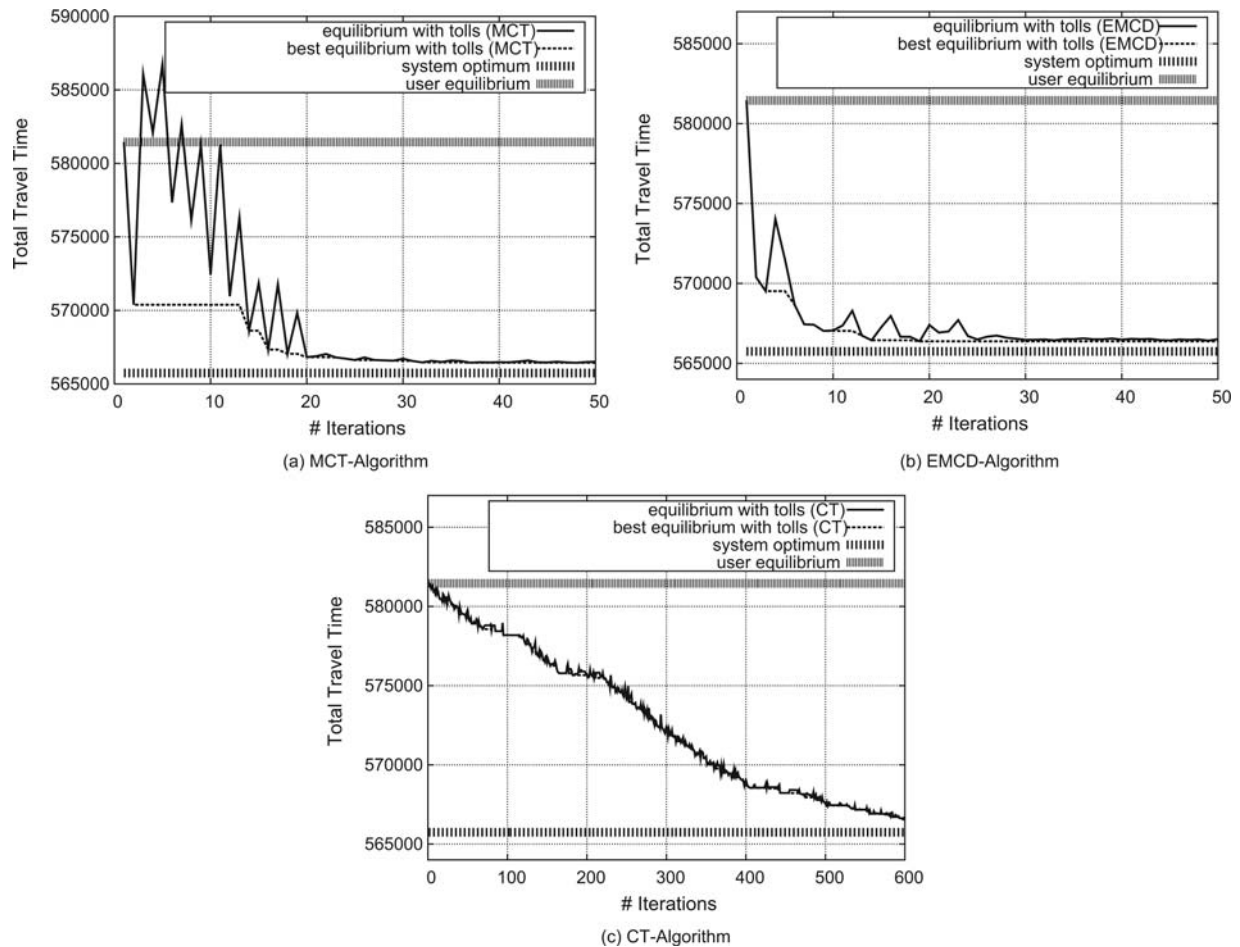 590000
585000
580000
575000
570000
565000
Total Travel Time
equilibrium with tolls (MCT)
best equilibrium with tolls (MCT)
system optimum
user equilibrium
0 10 20 30 40 50
# Iterations
(a) MCT-Algorithm
585000
580000
575000
570000
565000
Total Travel Time
equilibrium with tolls (EMCD)
best equilibrium with tolls (EMCD)
system optimum
user equilibrium
0 10 20 30 40 50
# Iterations
(b) EMCD-Algorithm
585000
580000
575000
570000
565000
Total Travel Time
equilibrium with tolls (CT)
best equilibrium with tolls (CT)
system optimum
user equilibrium
0 100 200 300 400 500 600
# Iterations
(c) CT-Algorithm